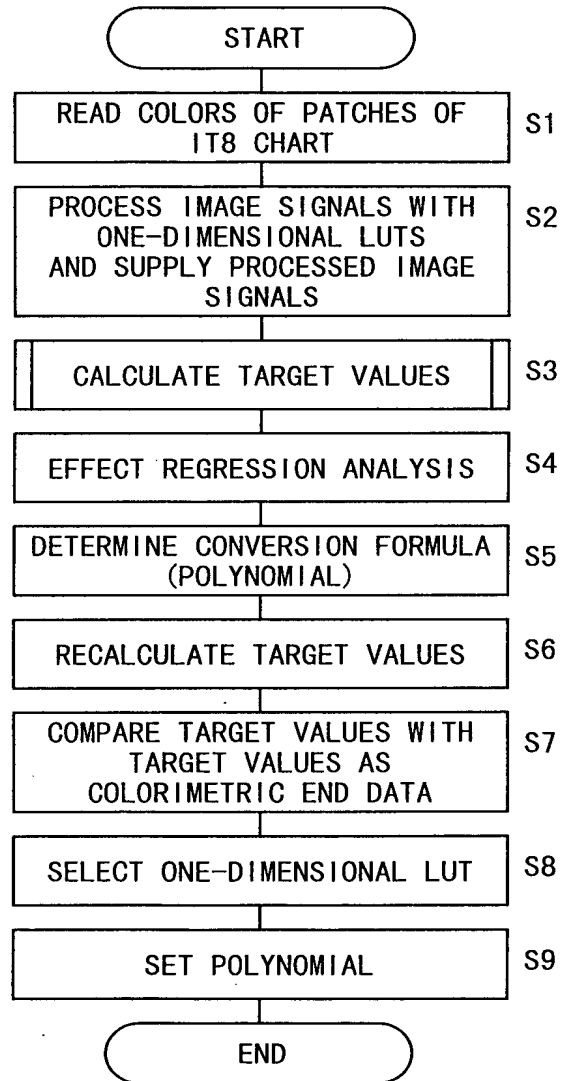 START
READ COLORS OF PATCHES OF
IT8 CHART
S1
PROCESS IMAGE SIGNALS WITH
ONE-DIMENSIONAL LUTS
AND SUPPLY PROCESSED IMAGE
SIGNALS
S2
CALCULATE TARGET VALUES
S3
EFFECT REGRESSION ANALYSIS
S4
DETERMINE CONVERSION FORMULA
(POLYNOMIAL)
S5
RECALCULATE TARGET VALUES
S6
COMPARE TARGET VALUES WITH
TARGET VALUES AS
COLORIMETRIC END DATA
S7
SELECT ONE-DIMENSIONAL LUT
S8
SET POLYNOMIAL
S9
END